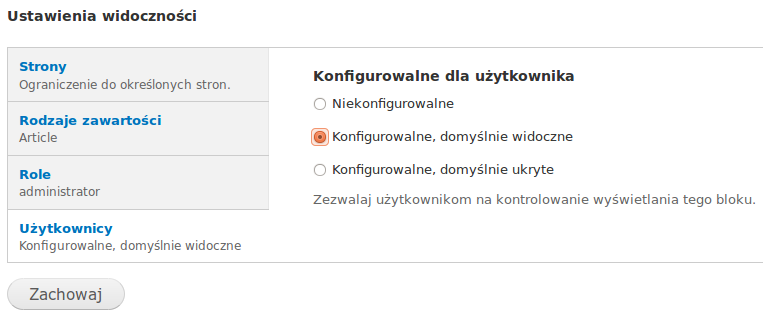 Ustawienia widoczności
Strony
Ograniczenie do określonych stron.
Rodzaje zawartości
Article
Role
administrator
Użytkownicy
Konfigurowalne, domyślnie widoczne
Konfigurowalne dla użytkownika
Niekonfigurowalne
Konfigurowalne, domyślnie widoczne
Konfigurowalne, domyślnie ukryte
Zezwalaj użytkownikom na kontrolowanie wyświetlania tego bloku.
Zachowaj